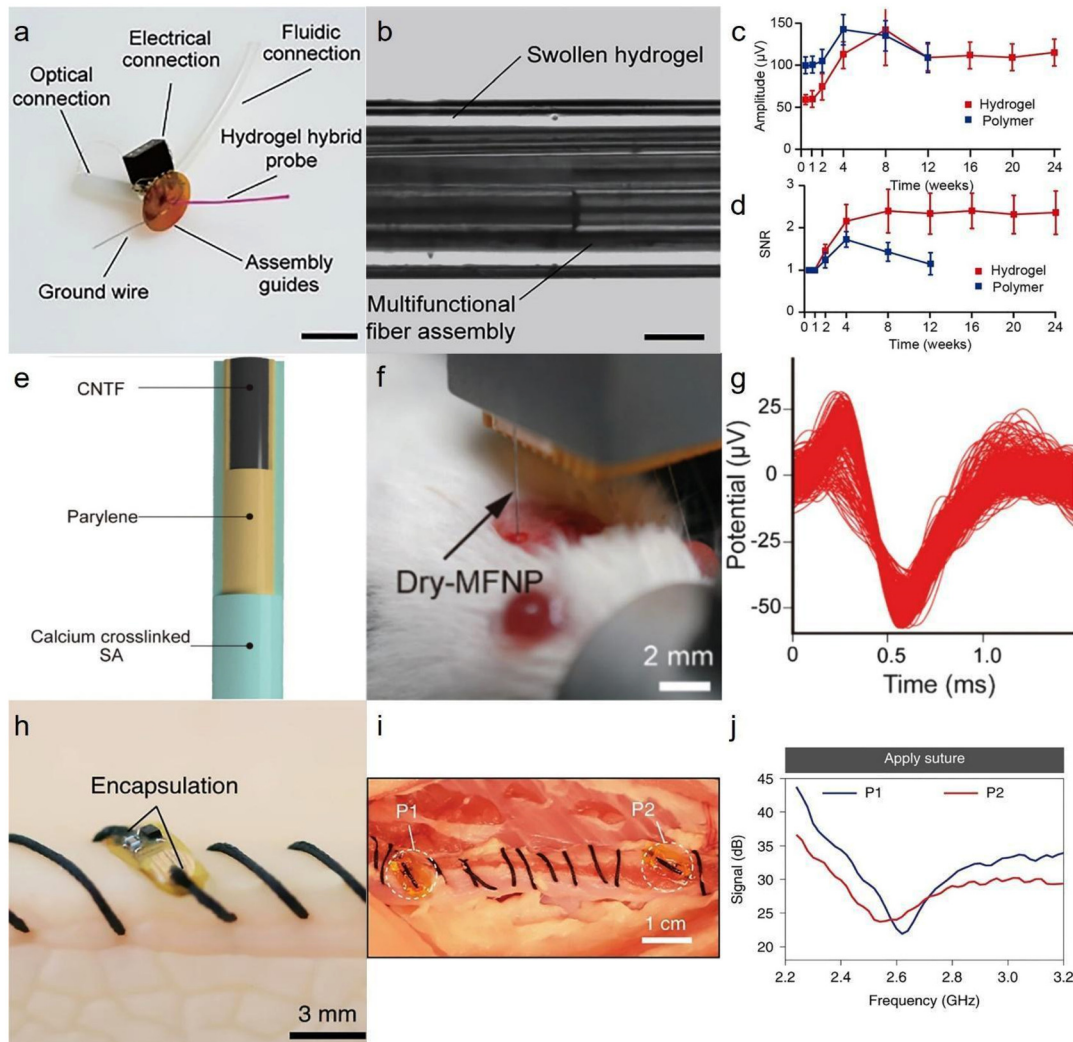 a
Electrical
connection
Fluidic
connection
Optical
connection
Hydrogel hybrid
probe
Ground wire
Assembly
guides
b
Swollen hydrogel
Multifunctional
fiber assembly
c
Amplitude (µV)
150
100
50
Hydrogel
Polymer
0 1 2 4 8 12 16 20 24
Time (weeks)
d
SNR
3
2
1
0
Hydrogel
Polymer
0 1 2 4 8 12 16 20 24
Time (weeks)
e
CNTF
Parylene
Calcium crosslinked
SA
f
Dry-MFNP
2 mm
g
Potential (µV)
25
0
-25
-50
0 0.5 1.0
Time (ms)
h
Encapsulation
3 mm
i
P1
P2
1 cm
j
Apply suture
Signal (dB)
45
40
35
30
25
20
P1 P2
2.2 2.4 2.6 2.8 3.0 3.2
Frequency (GHz)